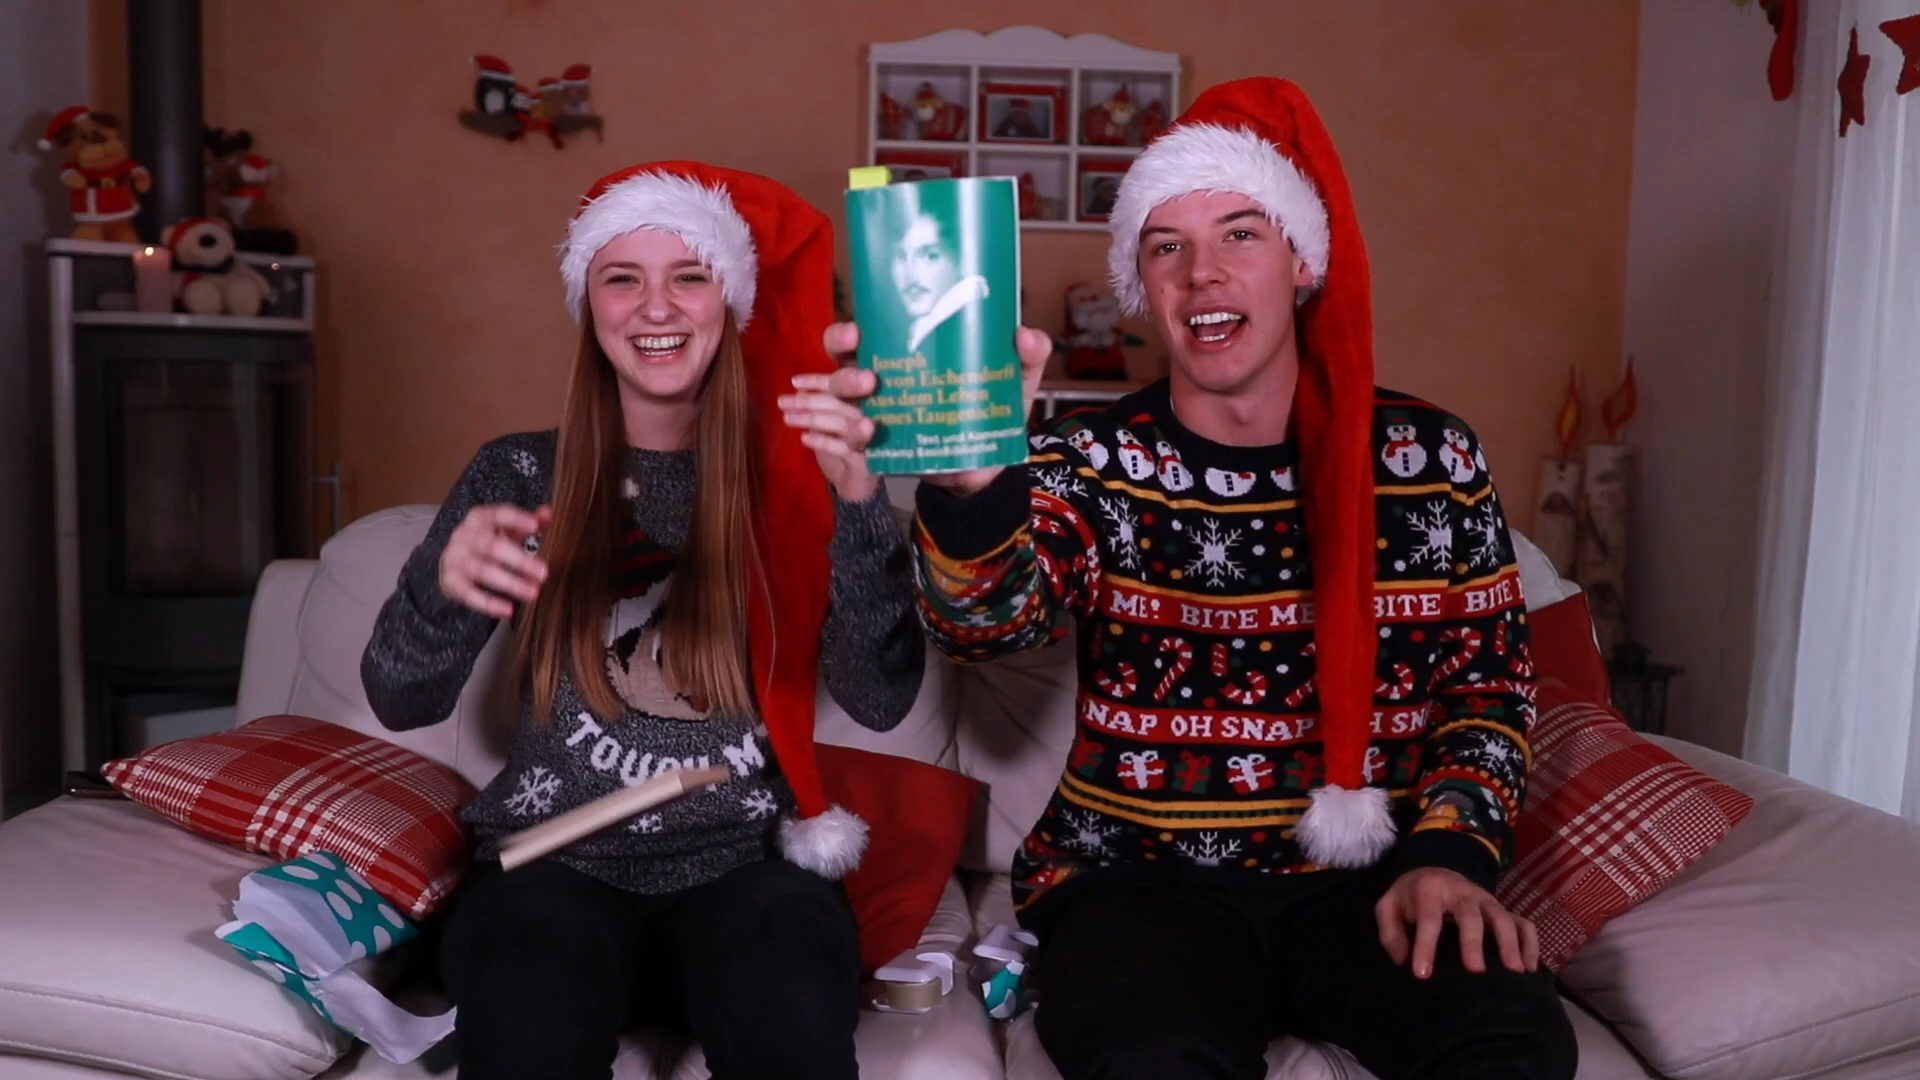 Joseph
von Eichendorff
Aus dem Leben
eines Taugenichts
Text und Kommentar
Suhrkamp BasisBibliothek
ME! BITE ME BITE BITE
NAP OH SNAP H SN
TOUCH M